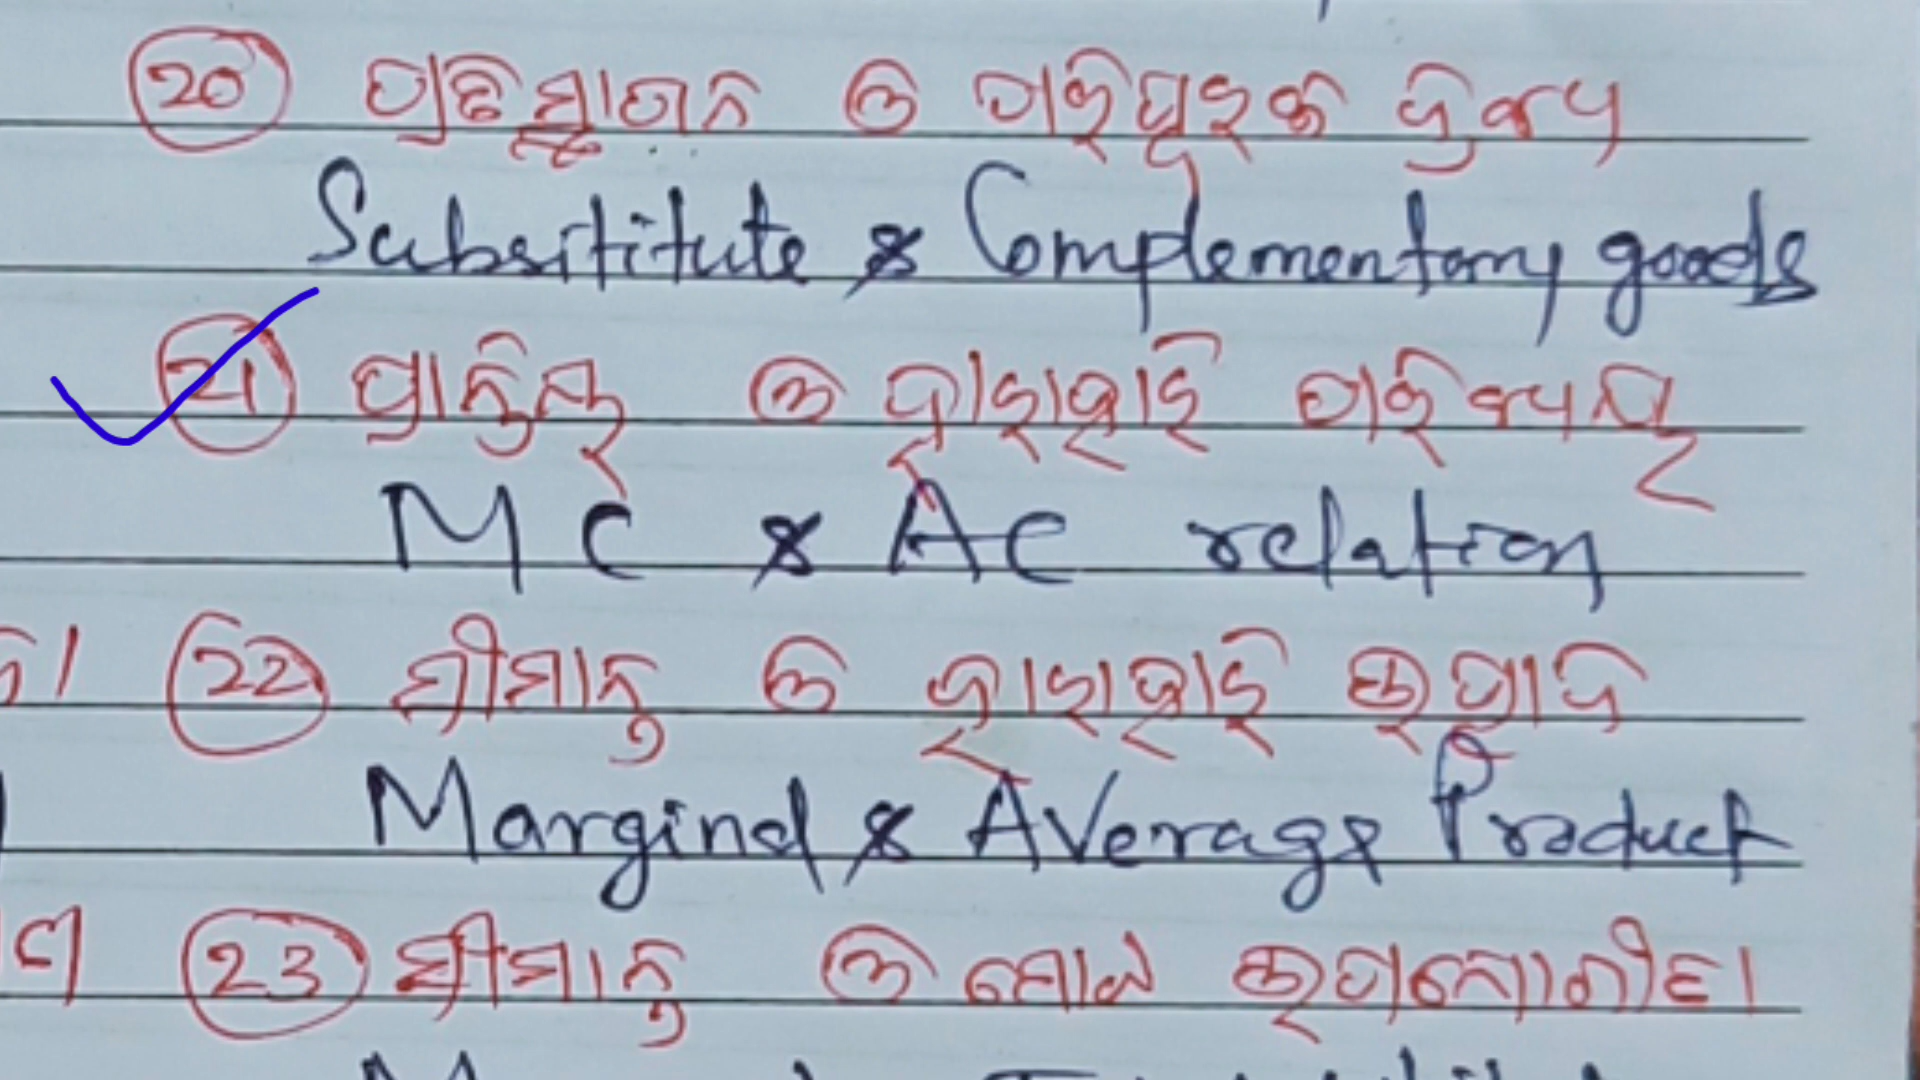 20 ପ୍ରତିସ୍ଥାପନ ଓ ପରିପୂରକ ଦ୍ରବ୍ୟ
Subsititute & Complementary goods
21 ପ୍ରାନ୍ତିୟ ଓ ହାରାହାରି ପରିବ୍ୟୟ
MC & AC relation
22 ସୀମାନ୍ତ ଓ ହାରାହାରି ଉତ୍ପାଦ
Marginal & Average Product
23 ସୀମାନ୍ତ ଓ ମୋଟ ଉପଯୋଗୀତା